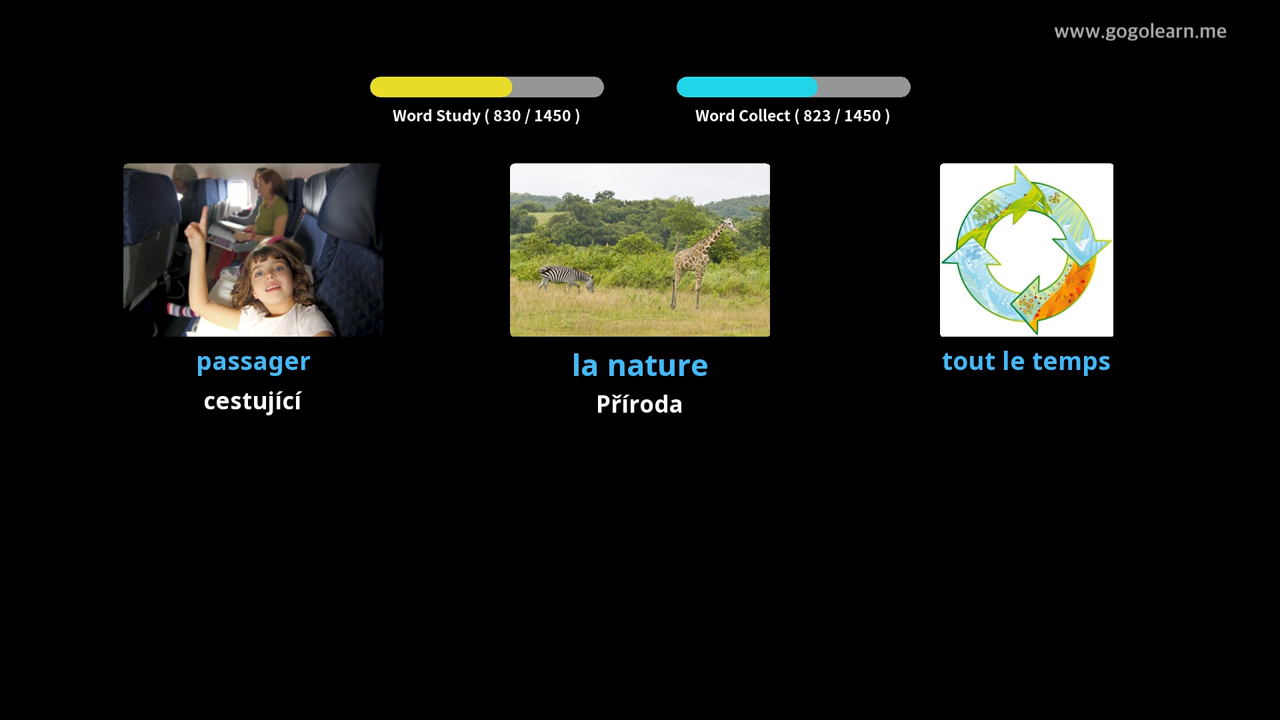 www.gogolearn.me
Word Study ( 830 / 1450 )
Word Collect ( 823 / 1450 )
passager
cestující
la nature
Příroda
tout le temps